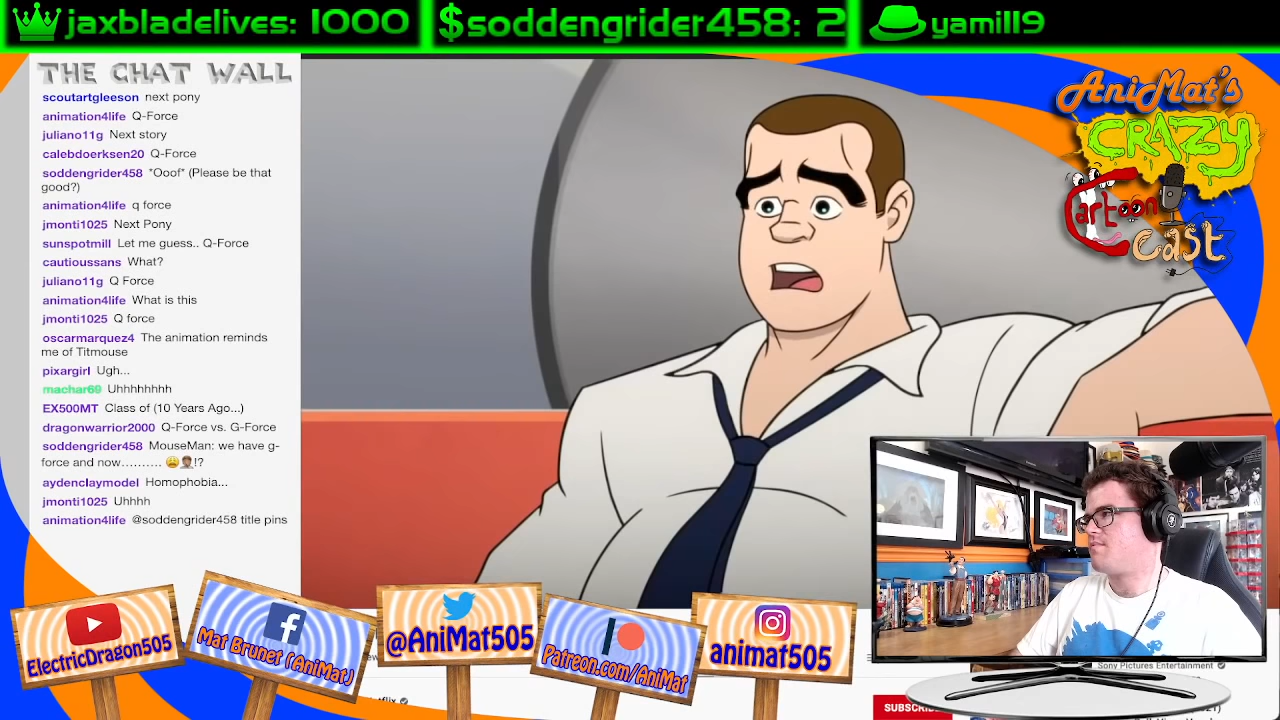 jaxbladelives: 1000
$soddengrider458: 2
yamill9
THE CHAT WALL
scoutartgleeson next pony
animation4life Q-Force
juliano11g Next story
calebdoerksen20 Q-Force
soddengrider458 *Ooof* (Please be that
good?)
animation4life q force
jmonti1025 Next Pony
sunspotmill Let me guess.. Q-Force
cautioussans What?
juliano11g Q Force
animation4life What is this
jmonti1025 Q force
oscarmarquez4 The animation reminds
me of Titmouse
pixargirl Ugh...
machar69 Uhhhhhhhh
EX500MT Class of (10 Years Ago...)
dragonwarrior2000 Q-Force vs. G-Force
soddengrider458 MouseMan: we have g-
force and now.......... 😩🤦🏽!?
aydenclaymodel Homophobia...
jmonti1025 Uhhhh
animation4life @soddengrider458 title pins
AniMat's
CRAZY
Cartoon
Cast
ElectricDragon505
Mat Brunet (AniMat)
@AniMat505
Patreon.com/AniMat
animat505
Sony Pictures Entertainment